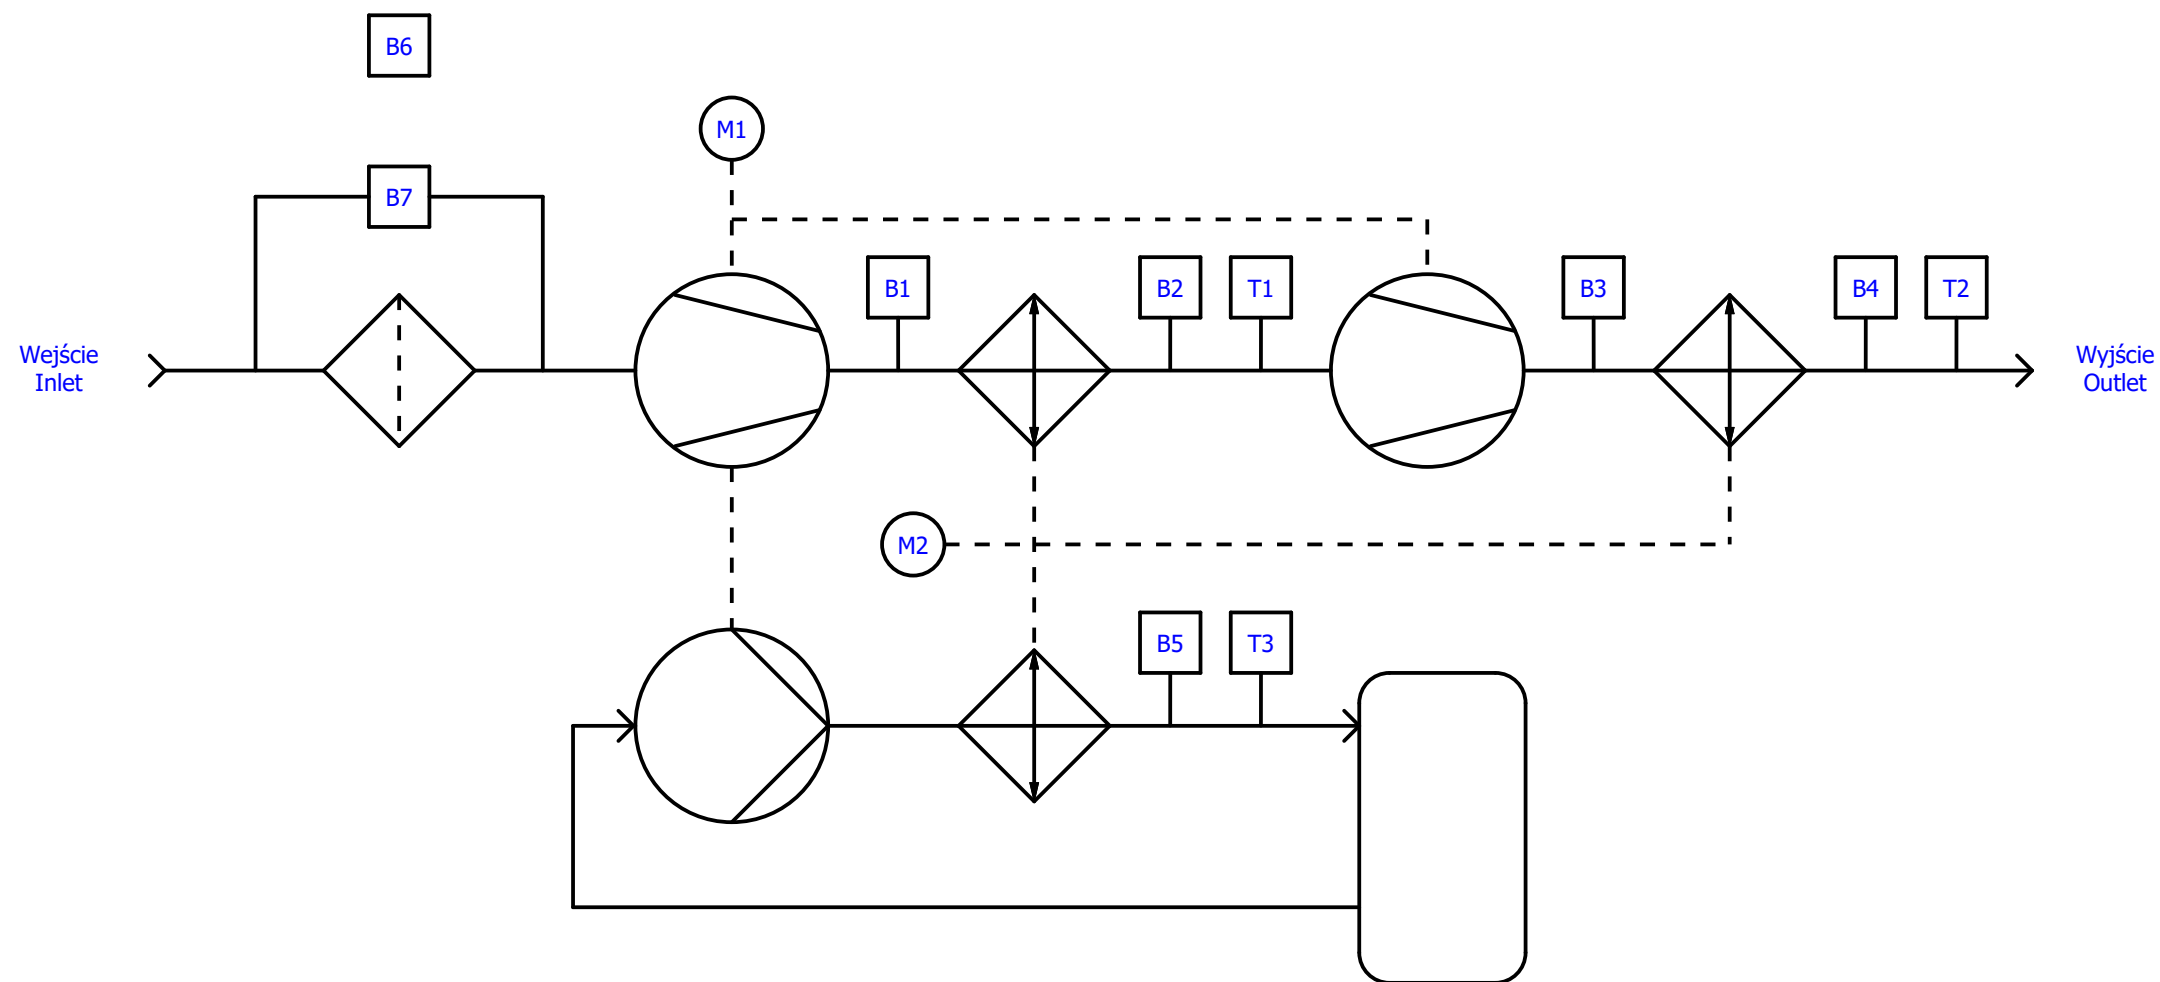 B6
M1
B7
B1
B2
T1
B3
B4
T2
Wejście
Inlet
Wyjście
Outlet
M2
B5
T3